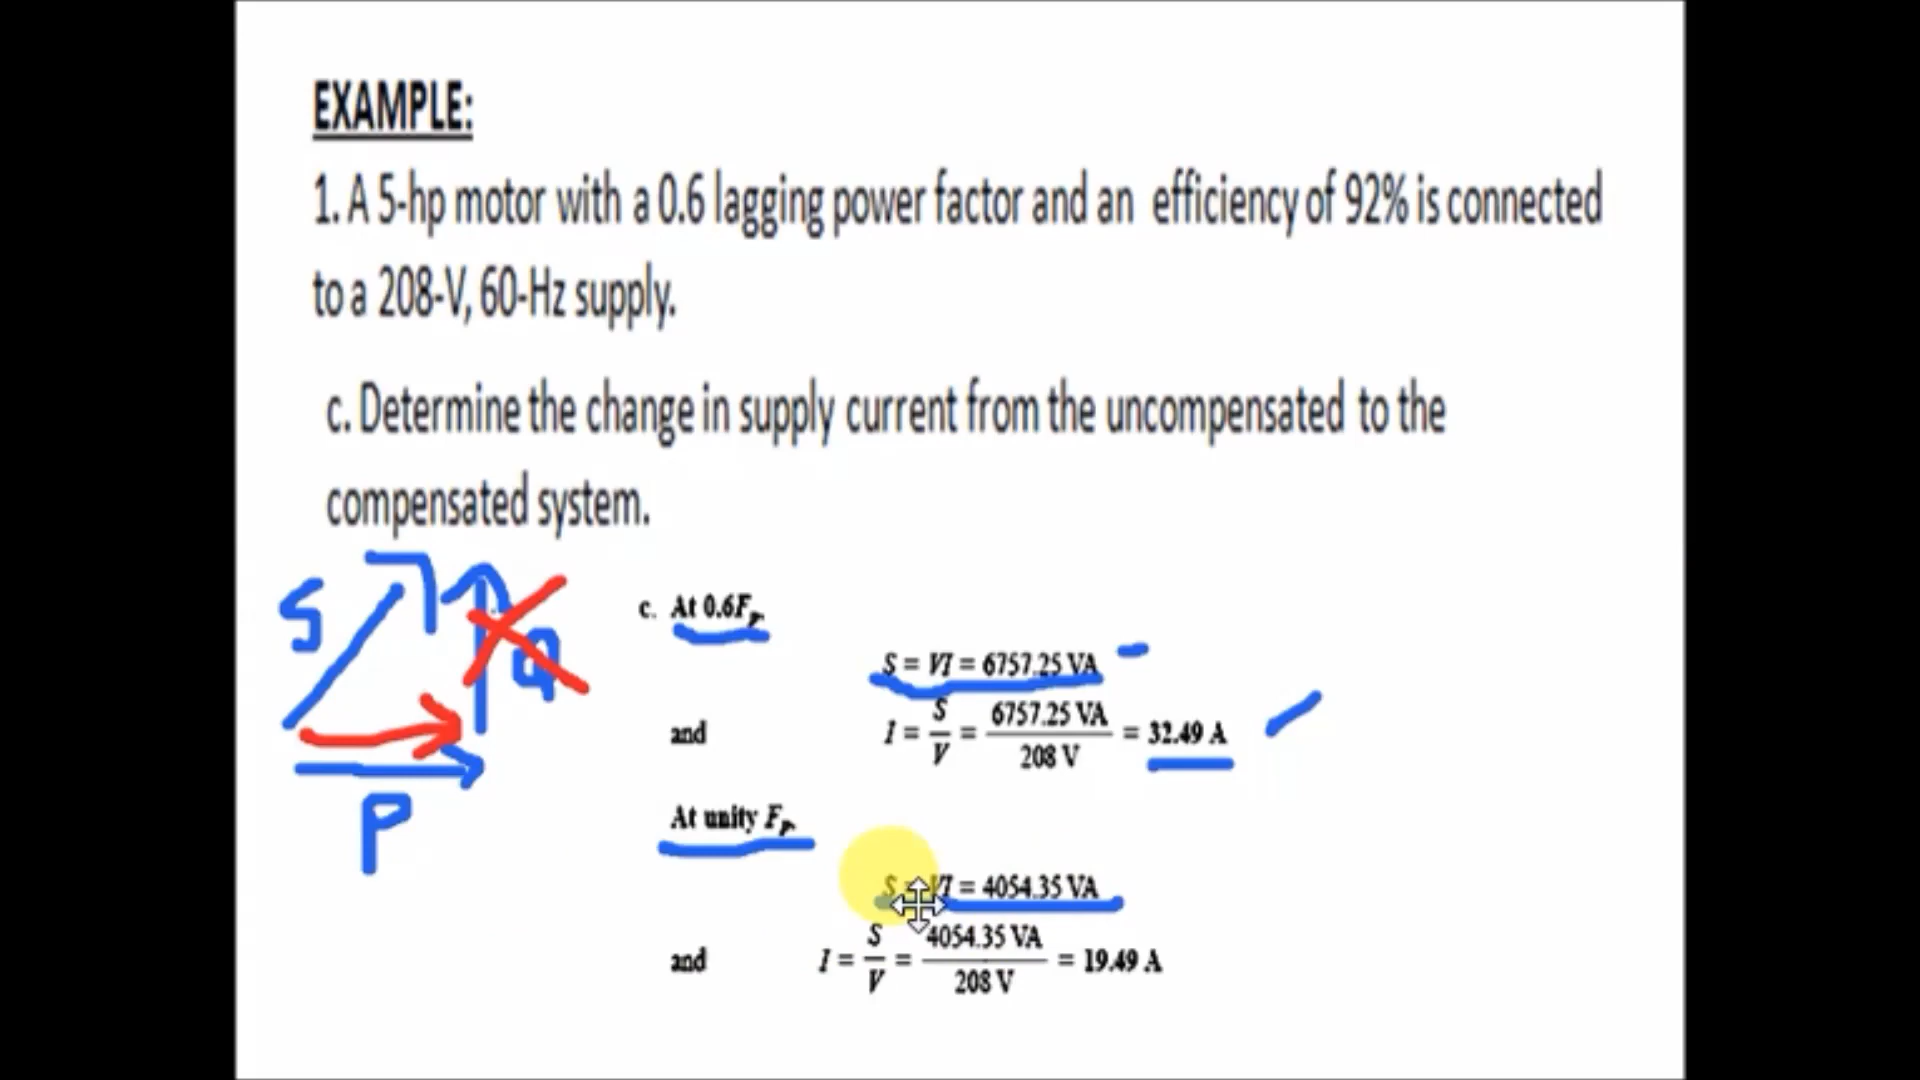 EXAMPLE:
1. A 5-hp motor with a 0.6 lagging power factor and an efficiency of 92% is connected
to a 208-V, 60-Hz supply.
c. Determine the change in supply current from the uncompensated to the
compensated system.
S
Q
P
c. At 0.6Fp,
S = VI = 6757.25 VA
and I = S/V = 6757.25 VA / 208 V = 32.49 A
At unity Fp,
S = VI = 4054.35 VA
and I = S/V = 4054.35 VA / 208 V = 19.49 A